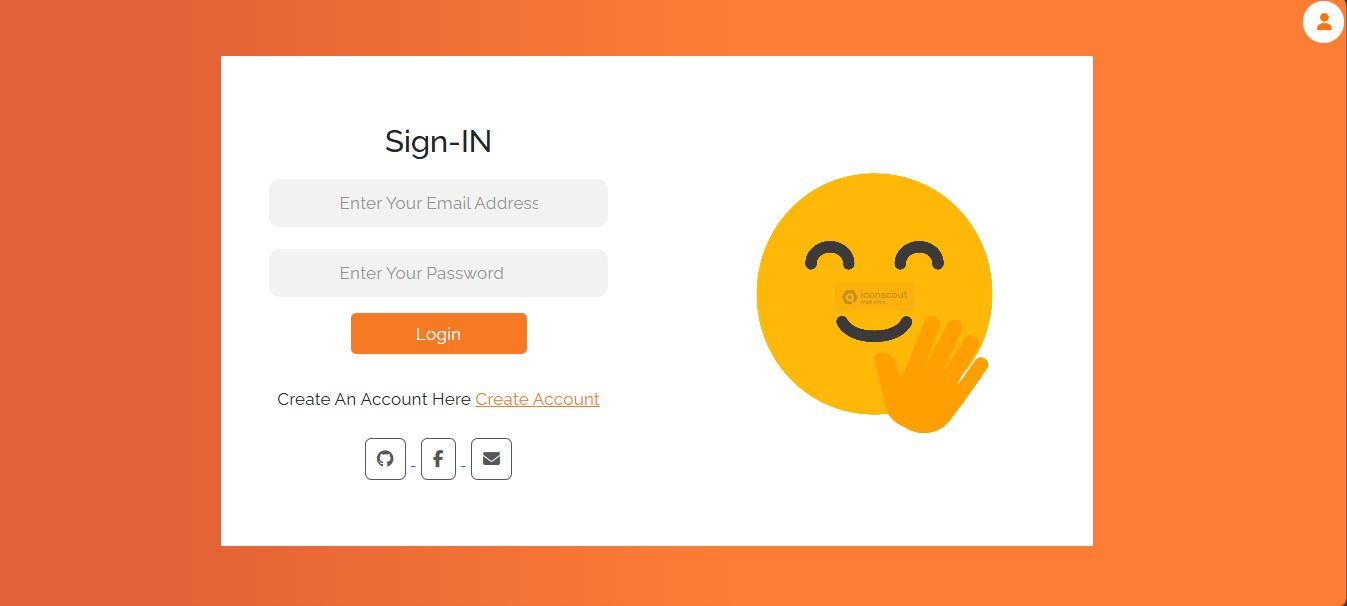 Sign-IN
Enter Your Email Address
Enter Your Password
Login
Create An Account Here Create Account
iconscout